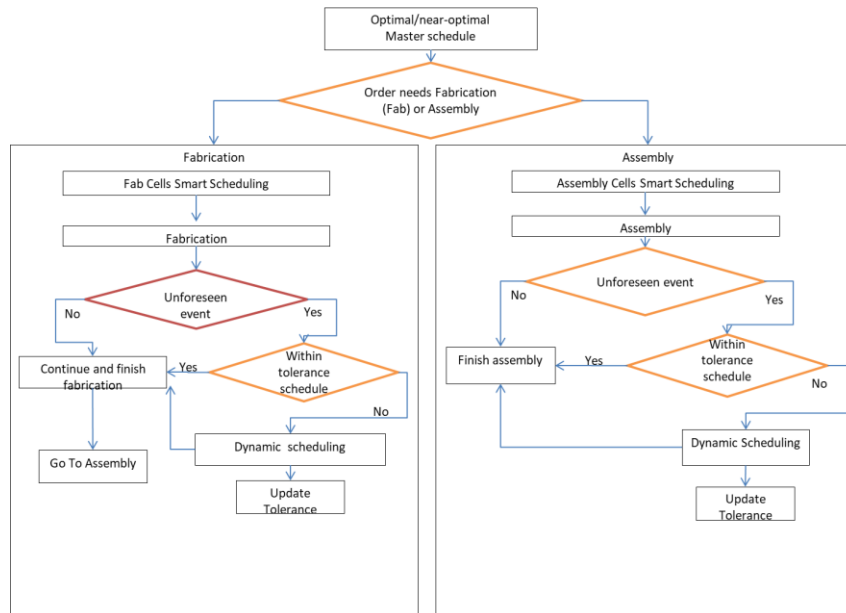 Optimal/near-optimal
Master schedule
Order needs Fabrication
(Fab) or Assembly
Fabrication
Fab Cells Smart Scheduling
Fabrication
Unforeseen
event
No
Yes
Continue and finish
fabrication
Yes
Within
tolerance
schedule
No
Go To Assembly
Dynamic scheduling
Update
Tolerance
Assembly
Assembly Cells Smart Scheduling
Assembly
Unforeseen event
No
Yes
Finish assembly
Yes
Within
tolerance
schedule
No
Dynamic Scheduling
Update
Tolerance